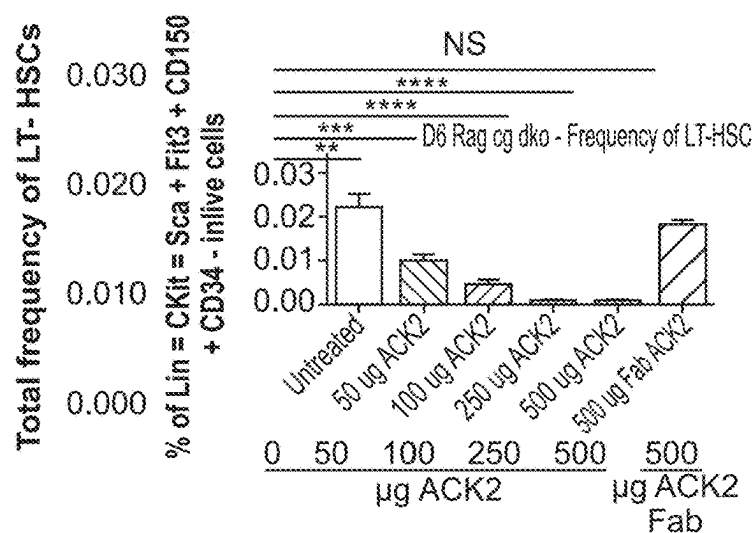 Total frequency of LT- HSCs
0.030
0.020
0.010
0.000
% of Lin = CKit = Sca + Fit3 + CD150
+ CD34 - inlive cells
NS
****
****
***
**
D6 Rag cg dko - Frequency of LT-HSC
0.03
0.02
0.01
0.00
Untreated
50 ug ACK2
100 ug ACK2
250 ug ACK2
500 ug ACK2
500 ug Fab ACK2
0 50 100 250 500 500
µg ACK2 µg ACK2
Fab